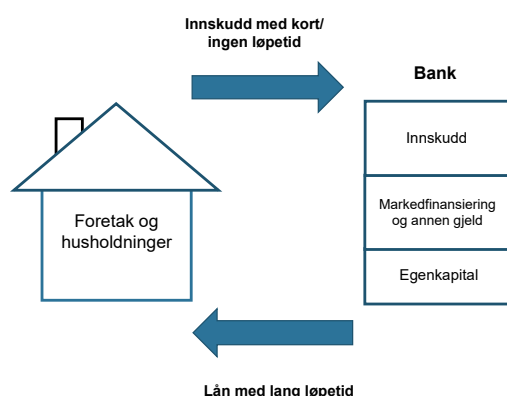 Innskudd med kort/
ingen løpetid
Bank
Innskudd
Foretak og
husholdninger
Markedfinansiering
og annen gjeld
Egenkapital
Lån med lang løpetid